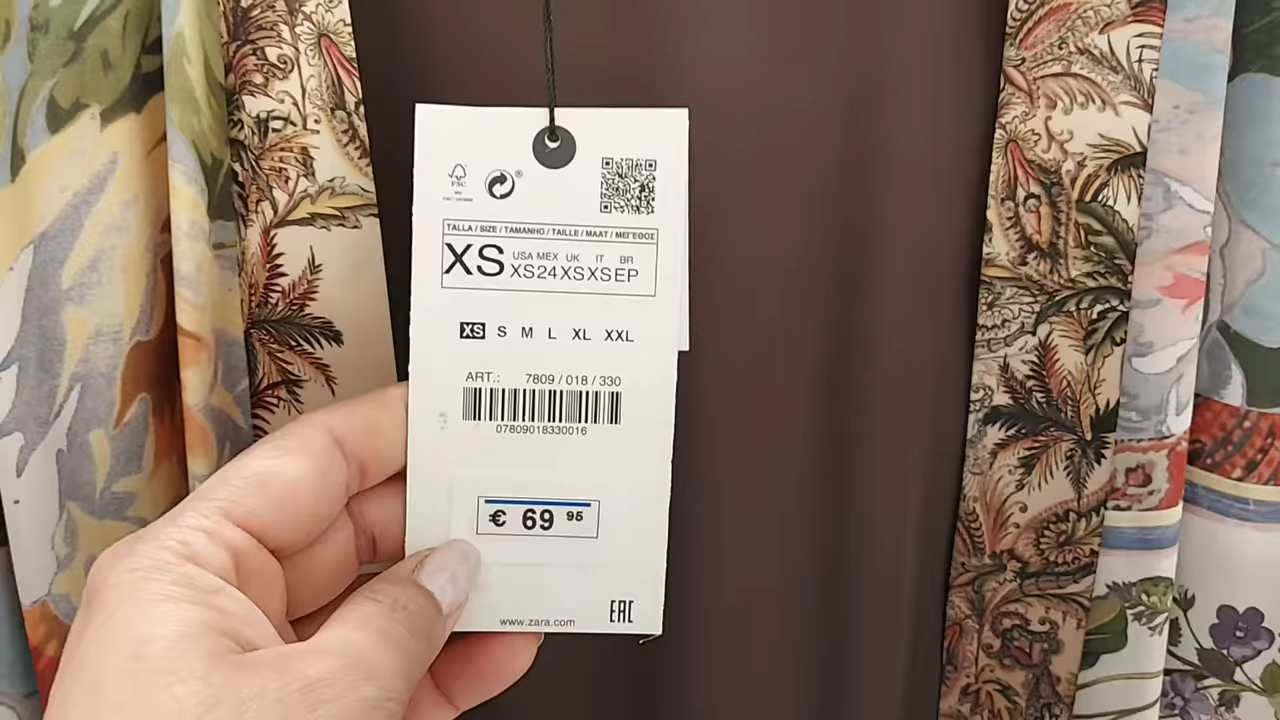 FSC
®
TALLA / SIZE / TAMANHO / TAILLE / MAAT / ΜΕΓΕΘΟΣ
XS
USA MEX UK IT BR
XS 24 XS XS EP
XS S M L XL XXL
ART.: 7809 / 018 / 330
07809018330016
€ 69 95
www.zara.com
EAC